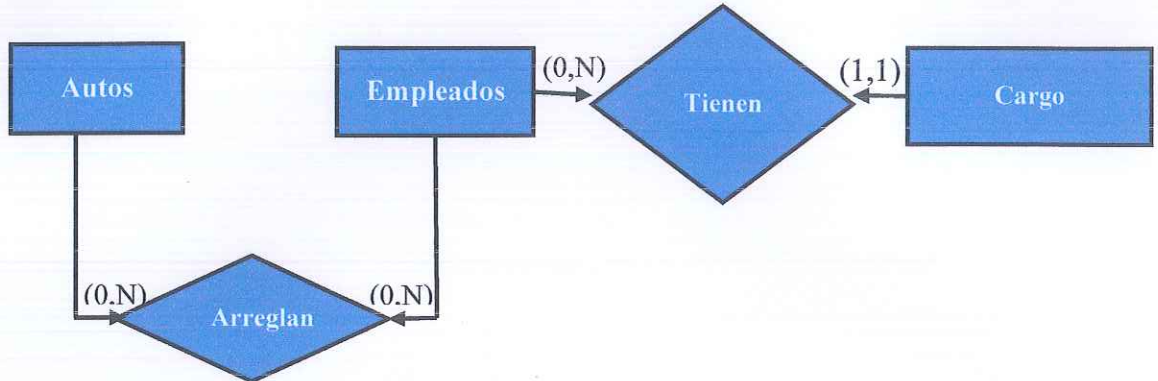 Autos
Empleados
(0,N)
Tienen
(1,1)
Cargo
(0,N)
(0,N)
Arreglan